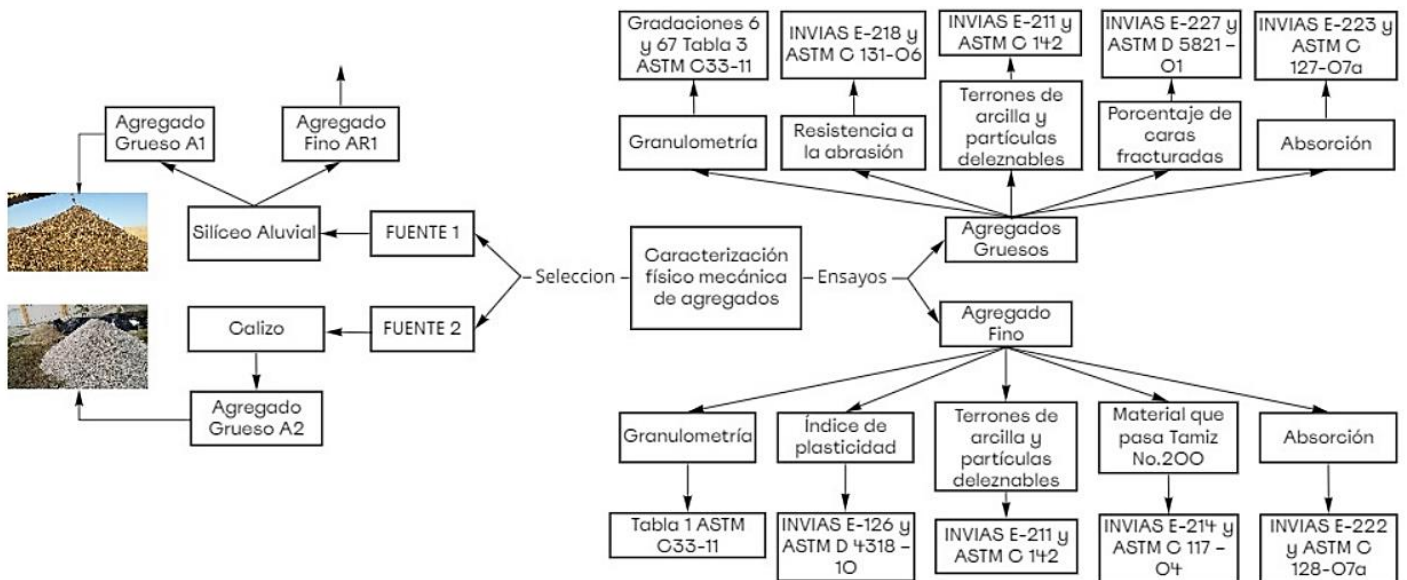 Gradaciones 6
y 67 Tabla 3
ASTM C33-11
INVIAS E-218 y
ASTM C 131-06
INVIAS E-211 y
ASTM C 142
INVIAS E-227 y
ASTM D 5821 -
01
INVIAS E-223 y
ASTM C
127-07a
Granulometría
Resistencia a
la abrasión
Terrones de
arcilla y
partículas
deleznables
Porcentaje de
caras
fracturadas
Absorción
Agregado
Grueso A1
Agregado
Fino AR1
Silíceo Aluvial
FUENTE 1
Agregados
Gruesos
Seleccion
Caracterización
físico mecánica
de agregados
Ensayos
Calizo
FUENTE 2
Agregado
Fino
Agregado
Grueso A2
Granulometría
Índice de
plasticidad
Terrones de
arcilla y
partículas
deleznables
Material que
pasa Tamiz
No.200
Absorción
Tabla 1 ASTM
C33-11
INVIAS E-126 y
ASTM D 4318 -
10
INVIAS E-211 y
ASTM C 142
INVIAS E-214 y
ASTM C 117 -
04
INVIAS E-222
y ASTM C
128-07a